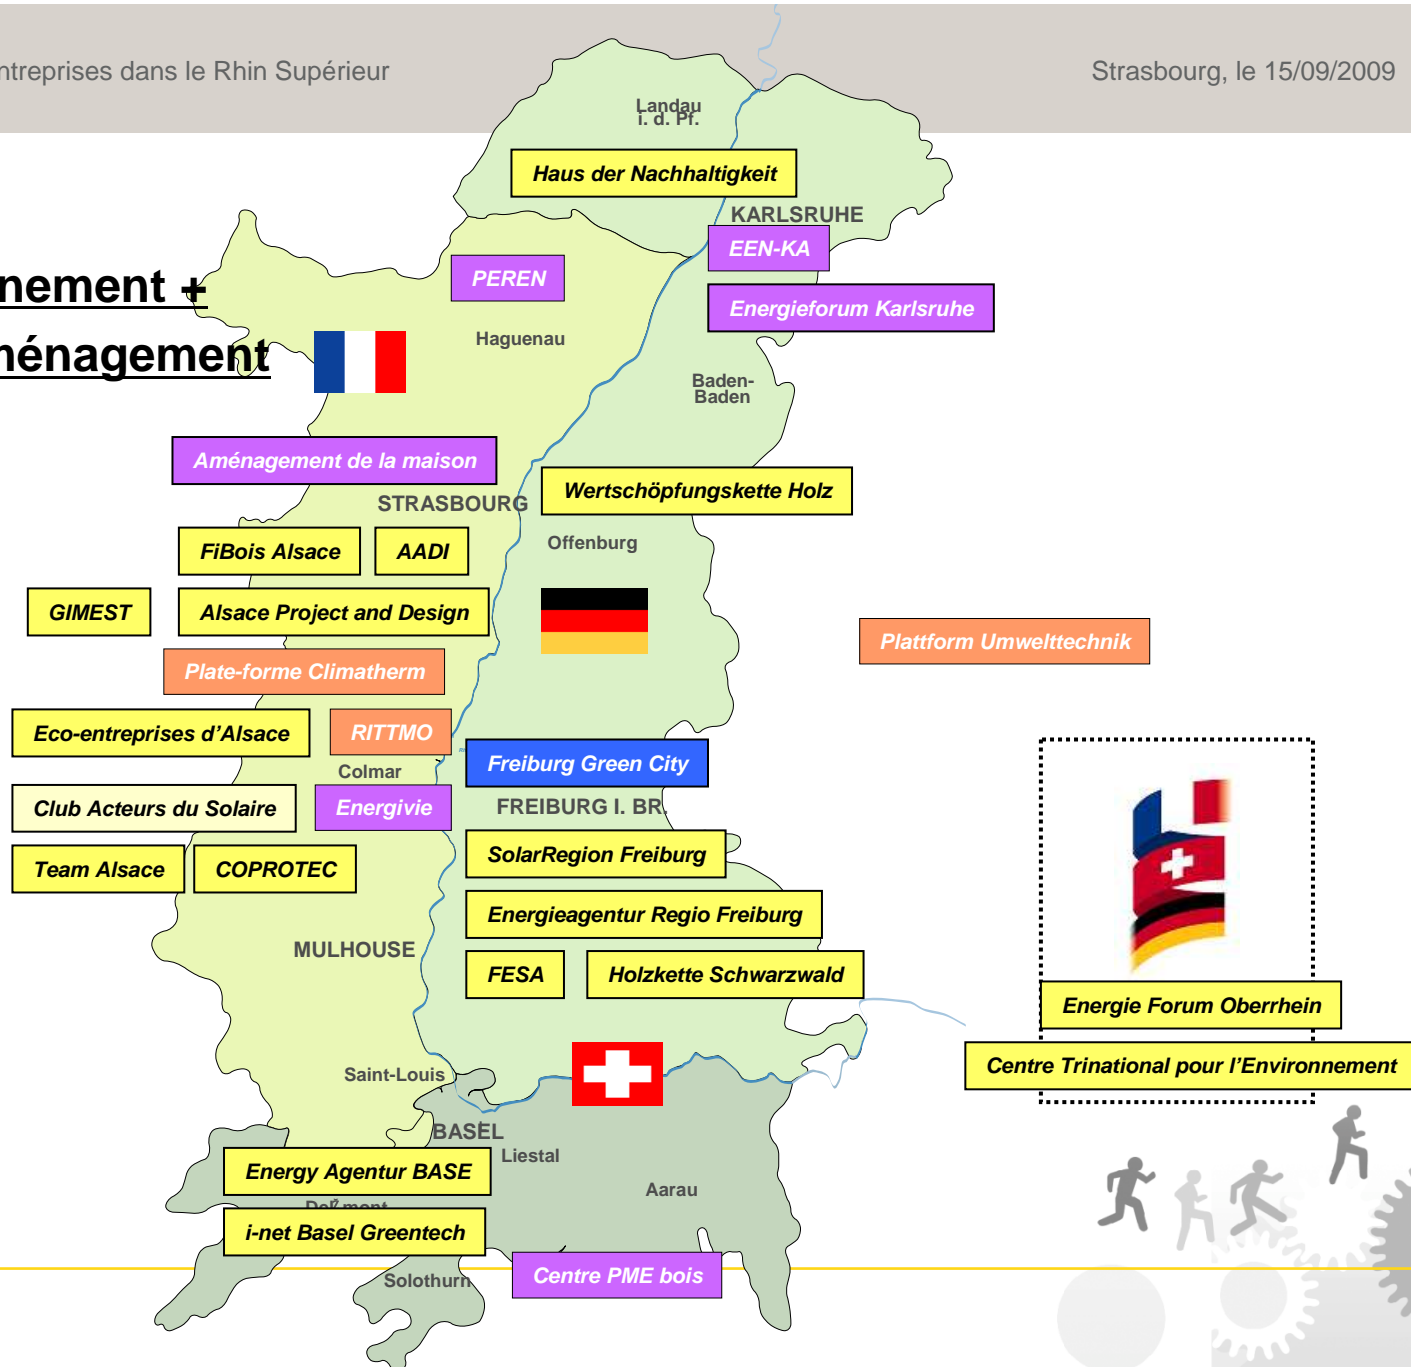 ntreprises dans le Rhin Supérieur
Strasbourg, le 15/09/2009
Landau
i. d. Pf.
Haus der Nachhaltigkeit
KARLSRUHE
EEN-KA
PEREN
nement +
Energieforum Karlsruhe
Haguenau
ménagement
Baden-
Baden
Aménagement de la maison
Wertschöpfungskette Holz
STRASBOURG
Offenburg
FiBois Alsace
AADI
GIMEST
Alsace Project and Design
Plattform Umwelttechnik
Plate-forme Climatherm
Eco-entreprises d'Alsace
RITTMO
Freiburg Green City
Colmar
Club Acteurs du Solaire
Energivie
FREIBURG I. BR.
SolarRegion Freiburg
Team Alsace
COPROTEC
Energieagentur Regio Freiburg
MULHOUSE
FESA
Holzkette Schwarzwald
Energie Forum Oberrhein
Centre Trinational pour l'Environnement
Saint-Louis
BASEL
Liestal
Energy Agentur BASE
Aarau
i-net Basel Greentech
Centre PME bois
Solothurn